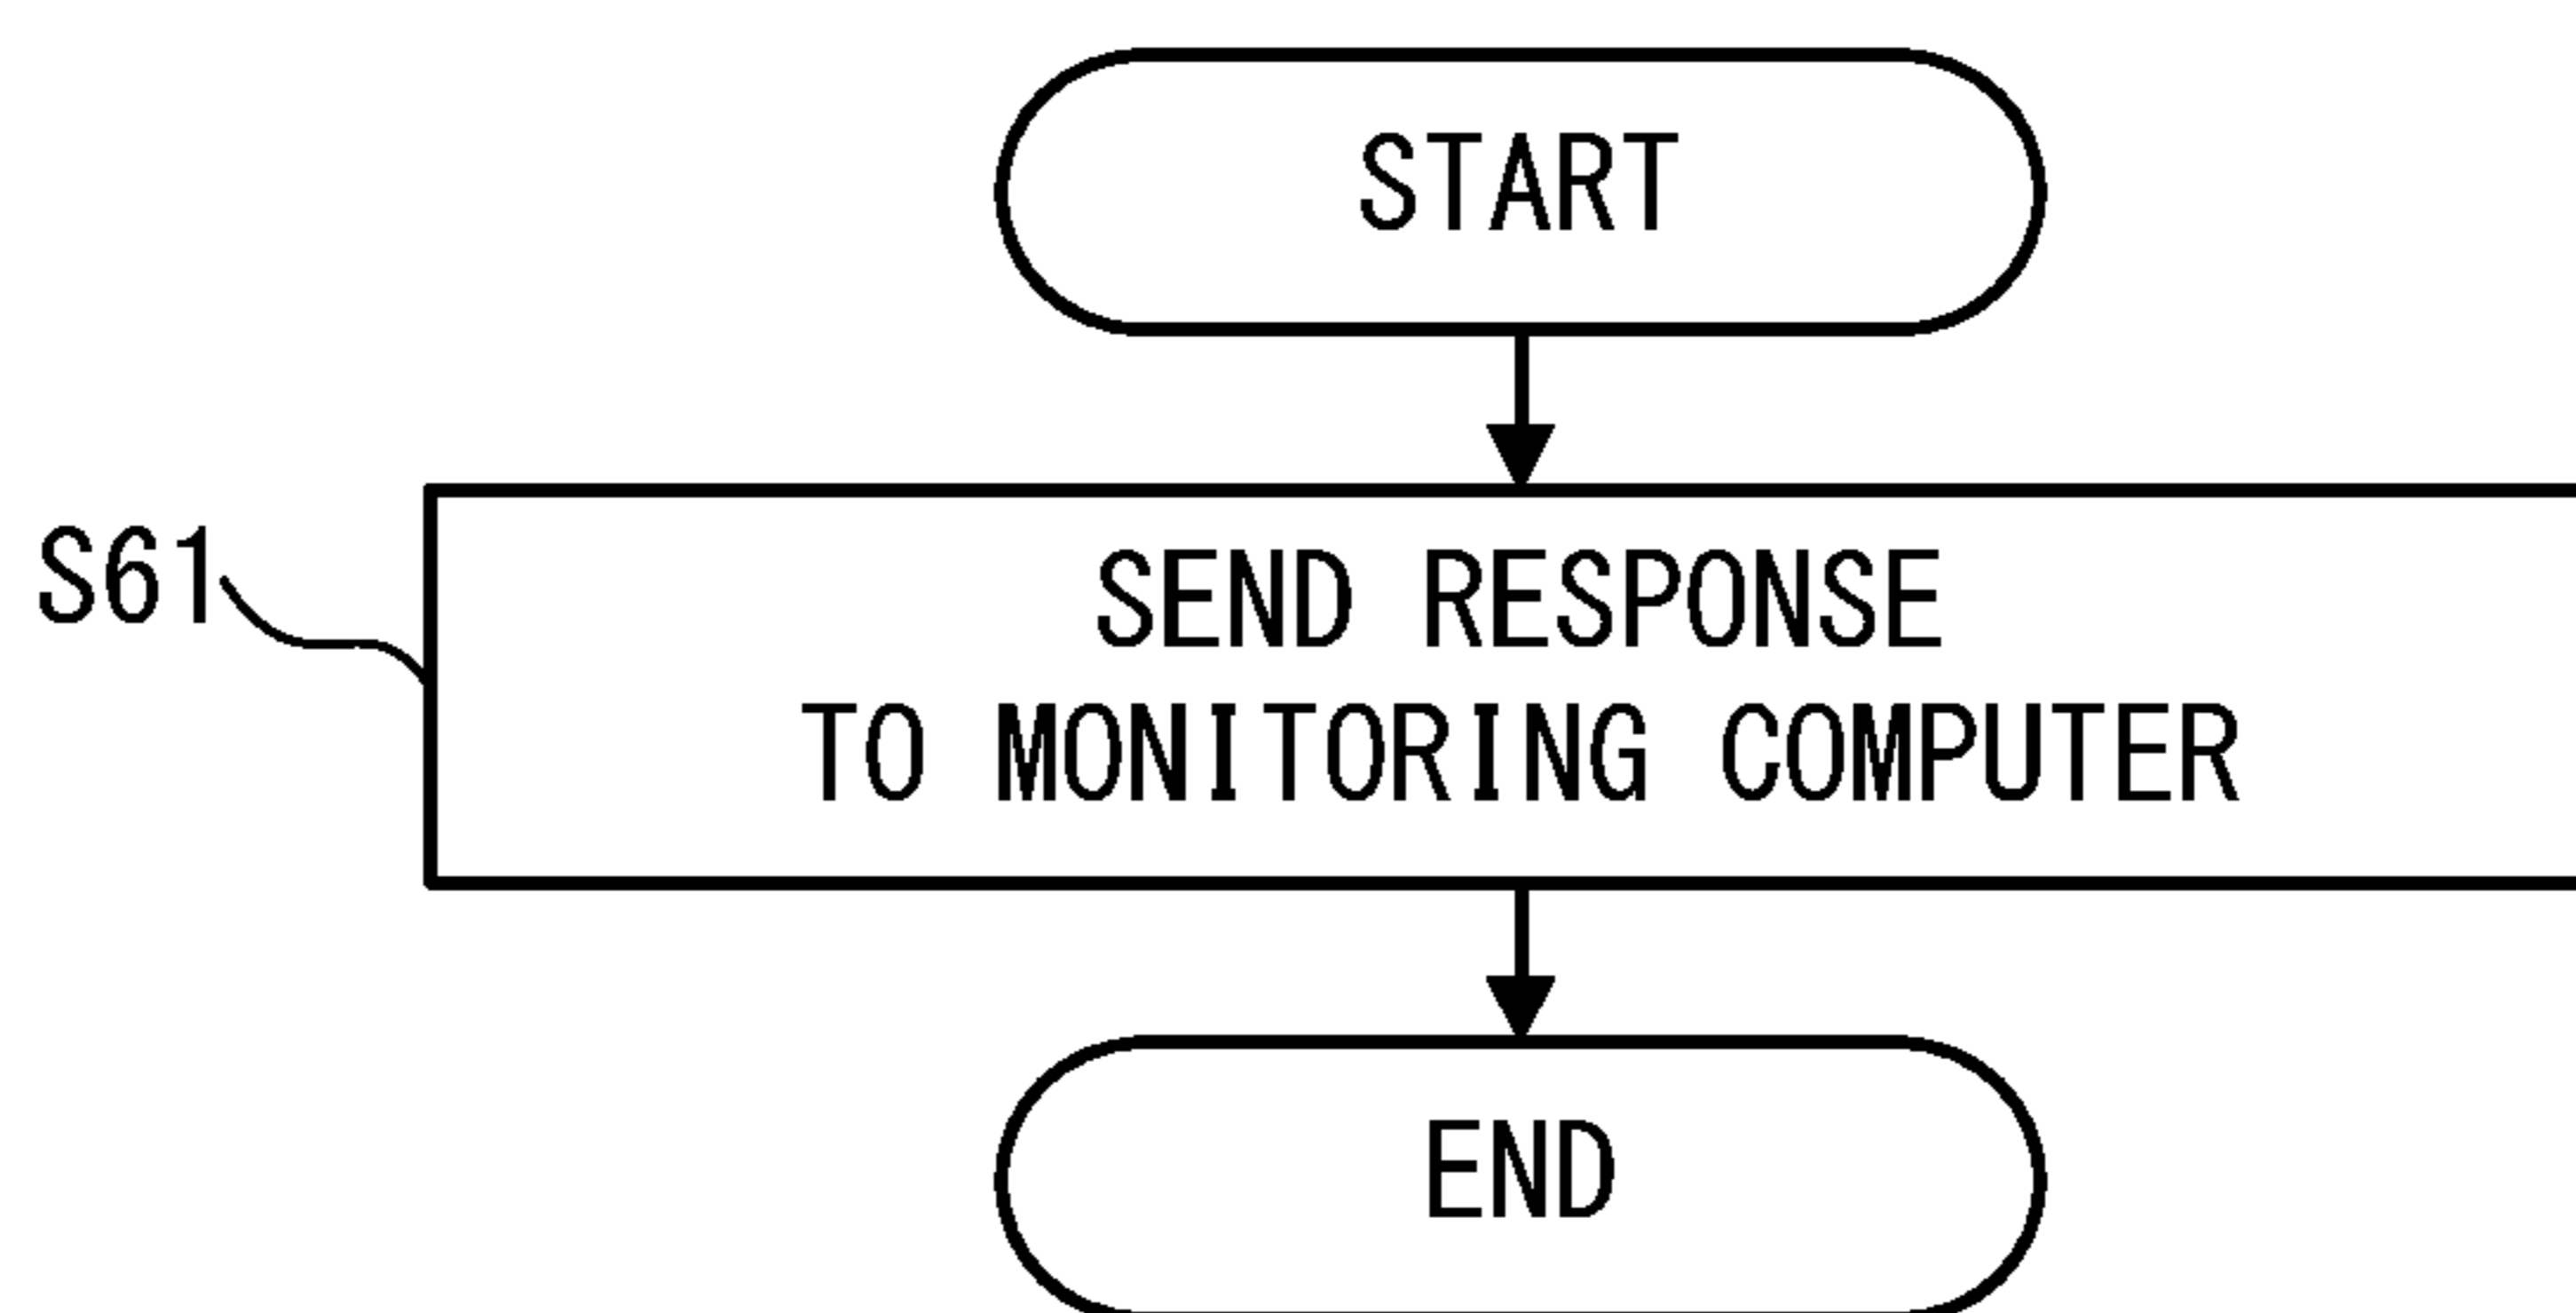 START
S61
SEND RESPONSE
TO MONITORING COMPUTER
END